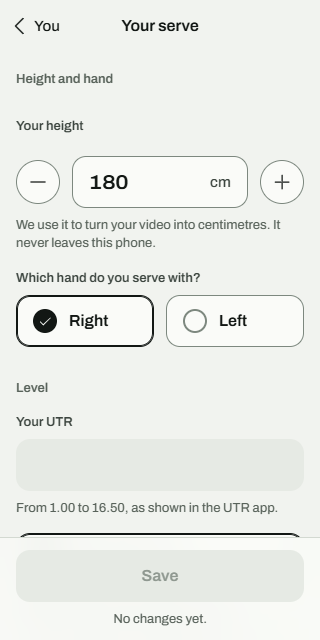 You
Your serve
Height and hand
Your height
180 cm
We use it to turn your video into centimetres. It
never leaves this phone.
Which hand do you serve with?
Right
Left
Level
Your UTR
From 1.00 to 16.50, as shown in the UTR app.
Save
No changes yet.